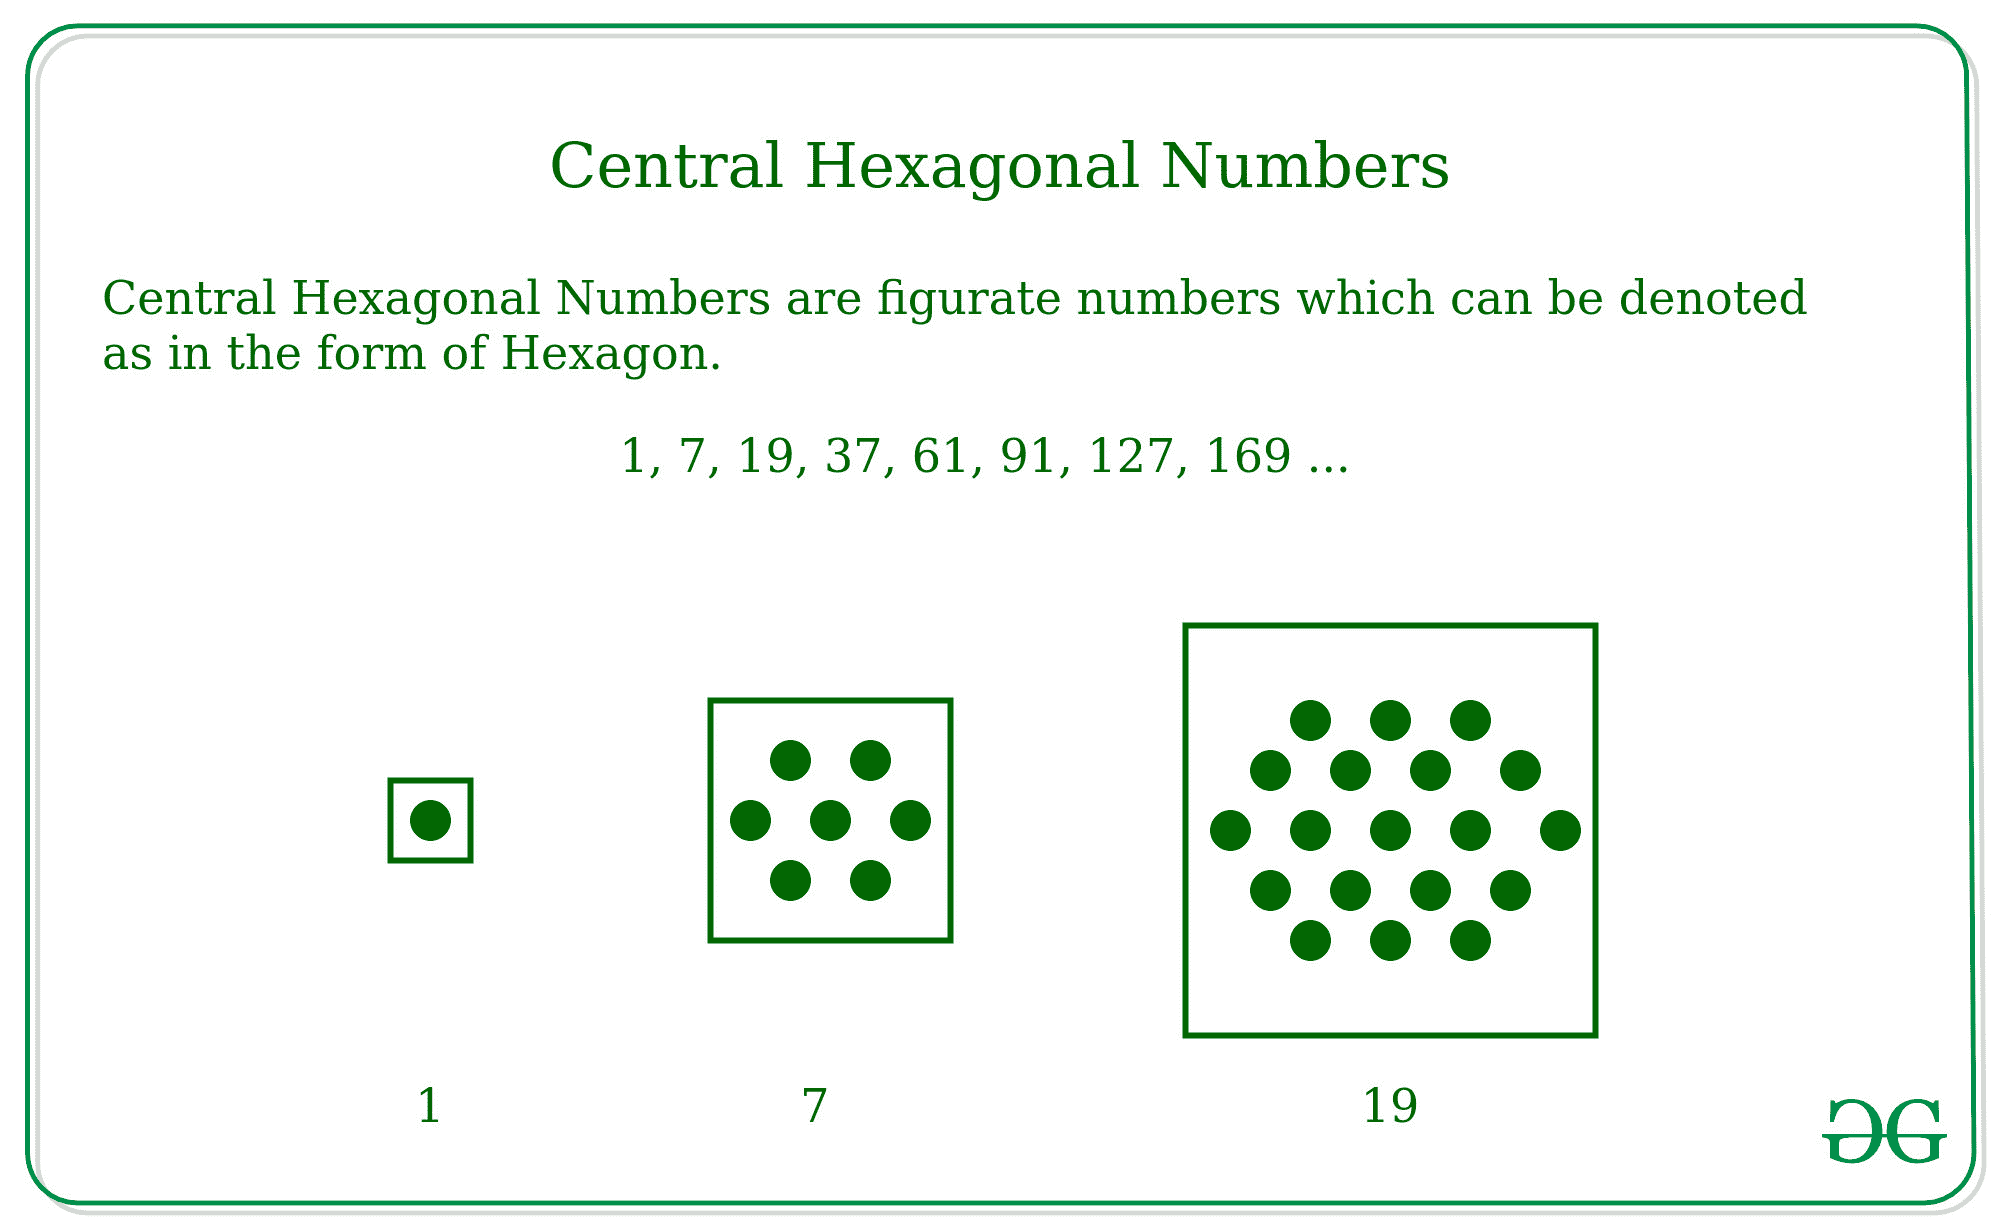 Central Hexagonal Numbers
Central Hexagonal Numbers are figurate numbers which can be denoted
as in the form of Hexagon.
1, 7, 19, 37, 61, 91, 127, 169 ...
1 7 19
GG